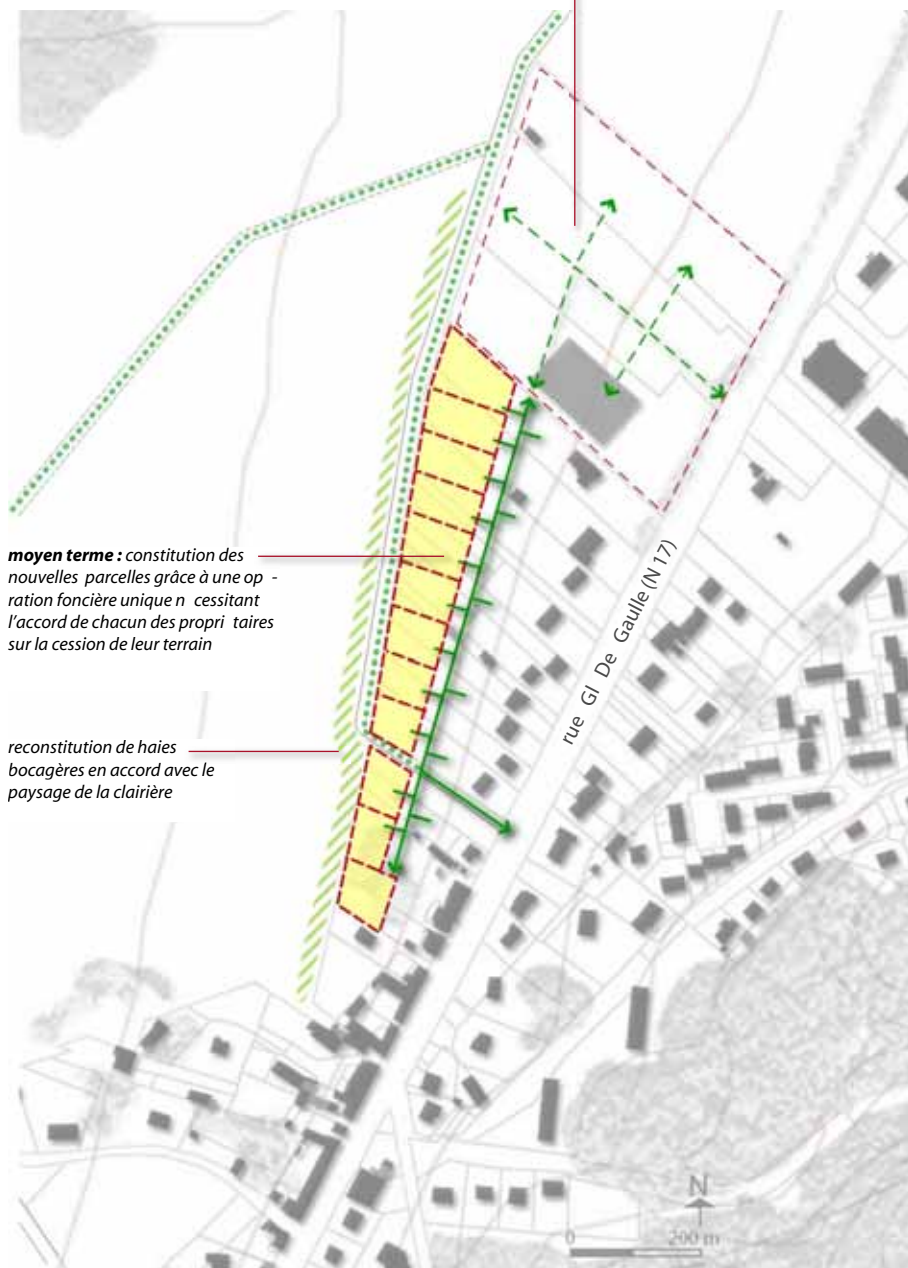 moyen terme : constitution des
nouvelles parcelles grâce à une op -
ration foncière unique n cessitant
l'accord de chacun des propri taires
sur la cession de leur terrain
reconstitution de haies
bocagères en accord avec le
paysage de la clairière
rue Gl De Gaulle (N 17)
N
0 200 m